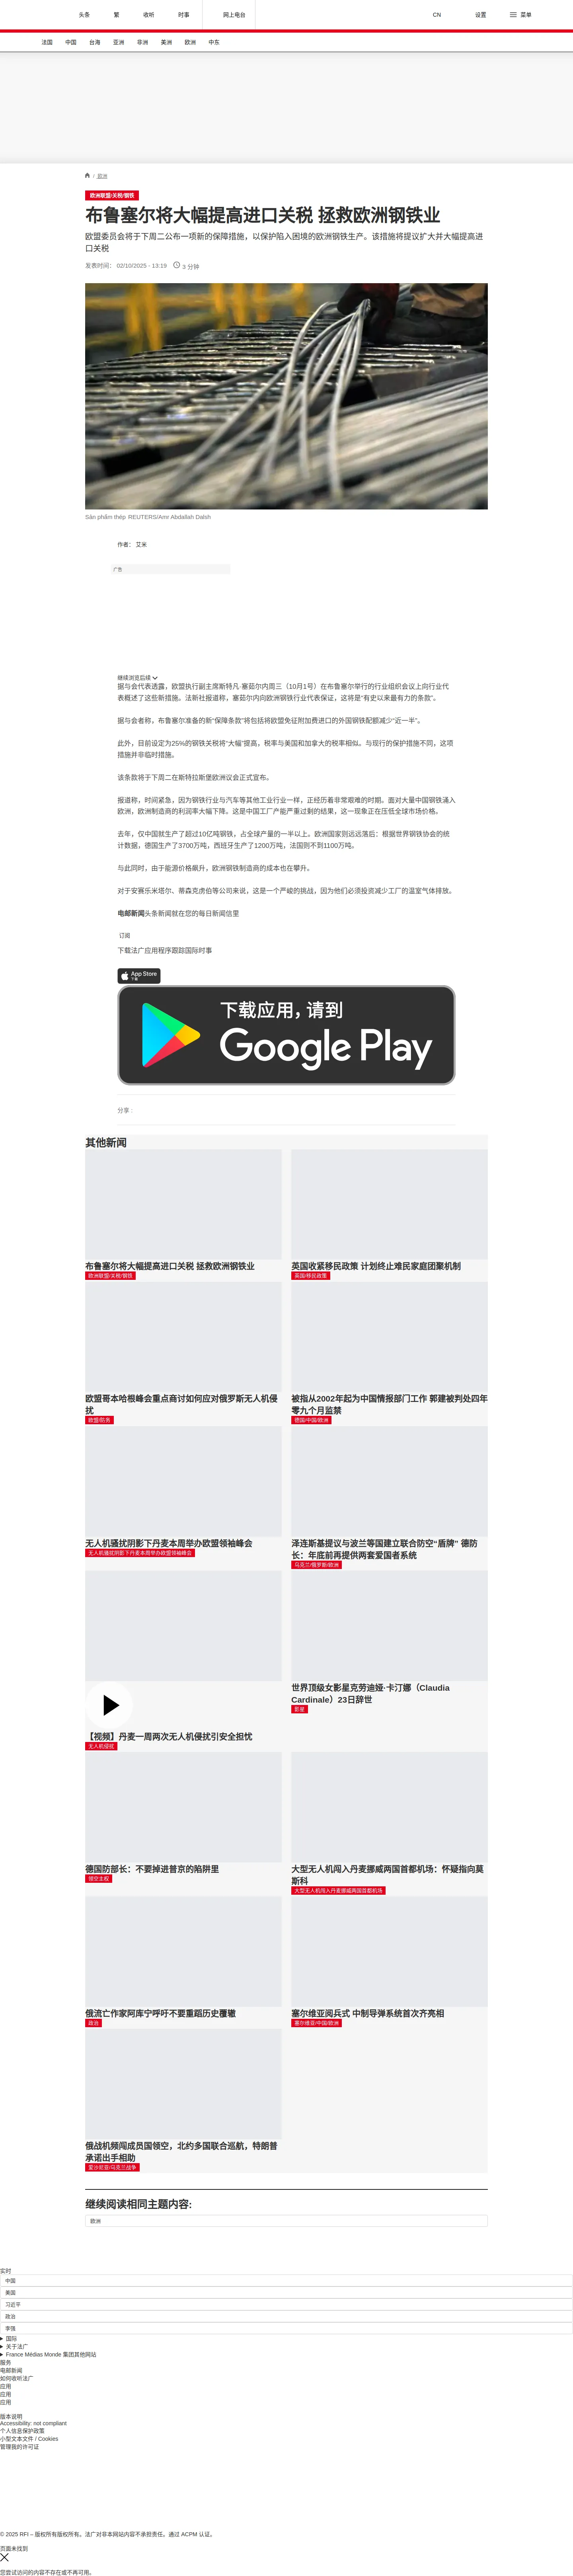 头条
繁
收听
时事
网上电台
CN
设置
菜单
法国
中国
台海
亚洲
非洲
美洲
欧洲
中东
/ 欧洲
欧洲联盟/关税/钢铁
布鲁塞尔将大幅提高进口关税 拯救欧洲钢铁业
欧盟委员会将于下周二公布一项新的保障措施，以保护陷入困境的欧洲钢铁生产。该措施将提议扩大并大幅提高进
口关税
发表时间： 02/10/2025 - 13:19 3 分钟
Sản phẩm thép REUTERS/Amr Abdallah Dalsh
作者： 艾米
广告
继续浏览后续
据与会代表透露，欧盟执行副主席斯特凡·塞茹尔内周三（10月1号）在布鲁塞尔举行的行业组织会议上向行业代
表概述了这些新措施。法新社报道称，塞茹尔内向欧洲钢铁行业代表保证，这将是“有史以来最有力的条款”。
据与会者称，布鲁塞尔准备的新“保障条款”将包括将欧盟免征附加费进口的外国钢铁配额减少“近一半”。
此外，目前设定为25%的钢铁关税将“大幅”提高，税率与美国和加拿大的税率相似。与现行的保护措施不同，这项
措施并非临时措施。
该条款将于下周二在斯特拉斯堡欧洲议会正式宣布。
报道称，时间紧急，因为钢铁行业与汽车等其他工业行业一样，正经历着非常艰难的时期。面对大量中国钢铁涌入
欧洲，欧洲制造商的利润率大幅下降。这是中国工厂产能严重过剩的结果，这一现象正在压低全球市场价格。
去年，仅中国就生产了超过10亿吨钢铁，占全球产量的一半以上。欧洲国家则远远落后：根据世界钢铁协会的统
计数据，德国生产了3700万吨，西班牙生产了1200万吨，法国则不到1100万吨。
与此同时，由于能源价格飙升，欧洲钢铁制造商的成本也在攀升。
对于安赛乐米塔尔、蒂森克虏伯等公司来说，这是一个严峻的挑战，因为他们必须投资减少工厂的温室气体排放。
电邮新闻头条新闻就在您的每日新闻信里
订阅
下载法广应用程序跟踪国际时事
App Store
下载
下载应用，请到
Google Play
分享 :
其他新闻
布鲁塞尔将大幅提高进口关税 拯救欧洲钢铁业
欧洲联盟/关税/钢铁
英国收紧移民政策 计划终止难民家庭团聚机制
英国/移民政策
欧盟哥本哈根峰会重点商讨如何应对俄罗斯无人机侵
扰
欧盟/防务
被指从2002年起为中国情报部门工作 郭建被判处四年
零九个月监禁
德国/中国/欧洲
无人机骚扰阴影下丹麦本周举办欧盟领袖峰会
无人机骚扰阴影下丹麦本周举办欧盟领袖峰会
泽连斯基提议与波兰等国建立联合防空“盾牌” 德防
长：年底前再提供两套爱国者系统
乌克兰/俄罗斯/欧洲
【视频】丹麦一周两次无人机侵扰引安全担忧
无人机侵扰
世界顶级女影星克劳迪娅·卡汀娜（Claudia
Cardinale）23日辞世
影星
德国防部长：不要掉进普京的陷阱里
领空主权
大型无人机闯入丹麦挪威两国首都机场：怀疑指向莫
斯科
大型无人机闯入丹麦挪威两国首都机场
俄流亡作家阿库宁呼吁不要重蹈历史覆辙
政治
塞尔维亚阅兵式 中制导弹系统首次齐亮相
塞尔维亚/中国/欧洲
俄战机频闯成员国领空，北约多国联合巡航，特朗普
承诺出手相助
爱沙尼亚/乌克兰战争
继续阅读相同主题内容:
欧洲
实时
中国
美国
习近平
政治
李强
国际
关于法广
France Médias Monde 集团其他网站
服务
电邮新闻
如何收听法广
应用
应用
应用
版本说明
Accessibility: not compliant
个人信息保护政策
小型文本文件 / Cookies
管理我的许可证
© 2025 RFI – 版权所有版权所有。法广对非本网站内容不承担责任。通过 ACPM 认证。
页面未找到
您尝试访问的内容不存在或不再可用。